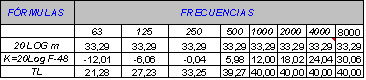 FÓRMULAS FRECUENCIAS
63 125 250 500 1000 2000 4000 8000
20 LOG m 33,29 33,29 33,29 33,29 33,29 33,29 33,29 33,29
K=20Log F-48 -12,01 -6,06 -0,04 5,98 12,00 18,02 24,04 30,06
TL 21,28 27,23 33,25 39,27 40,00 40,00 40,00 40,00